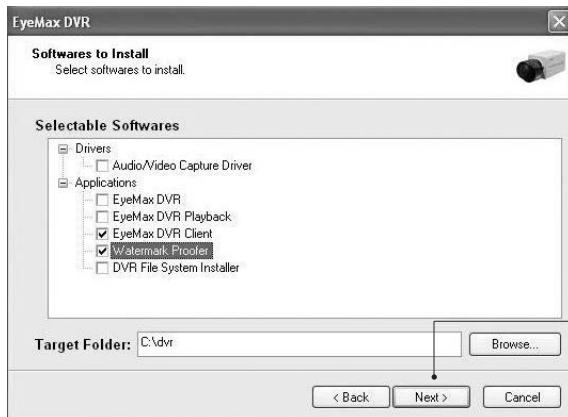 EyeMax DVR
Softwares to Install
Select softwares to install.
Selectable Softwares
Drivers
Audio/Video Capture Driver
Applications
EyeMax DVR
EyeMax DVR Playback
EyeMax DVR Client
Watermark Proofer
DVR File System Installer
Target Folder: C:\dvr Browse...
< Back Next > Cancel